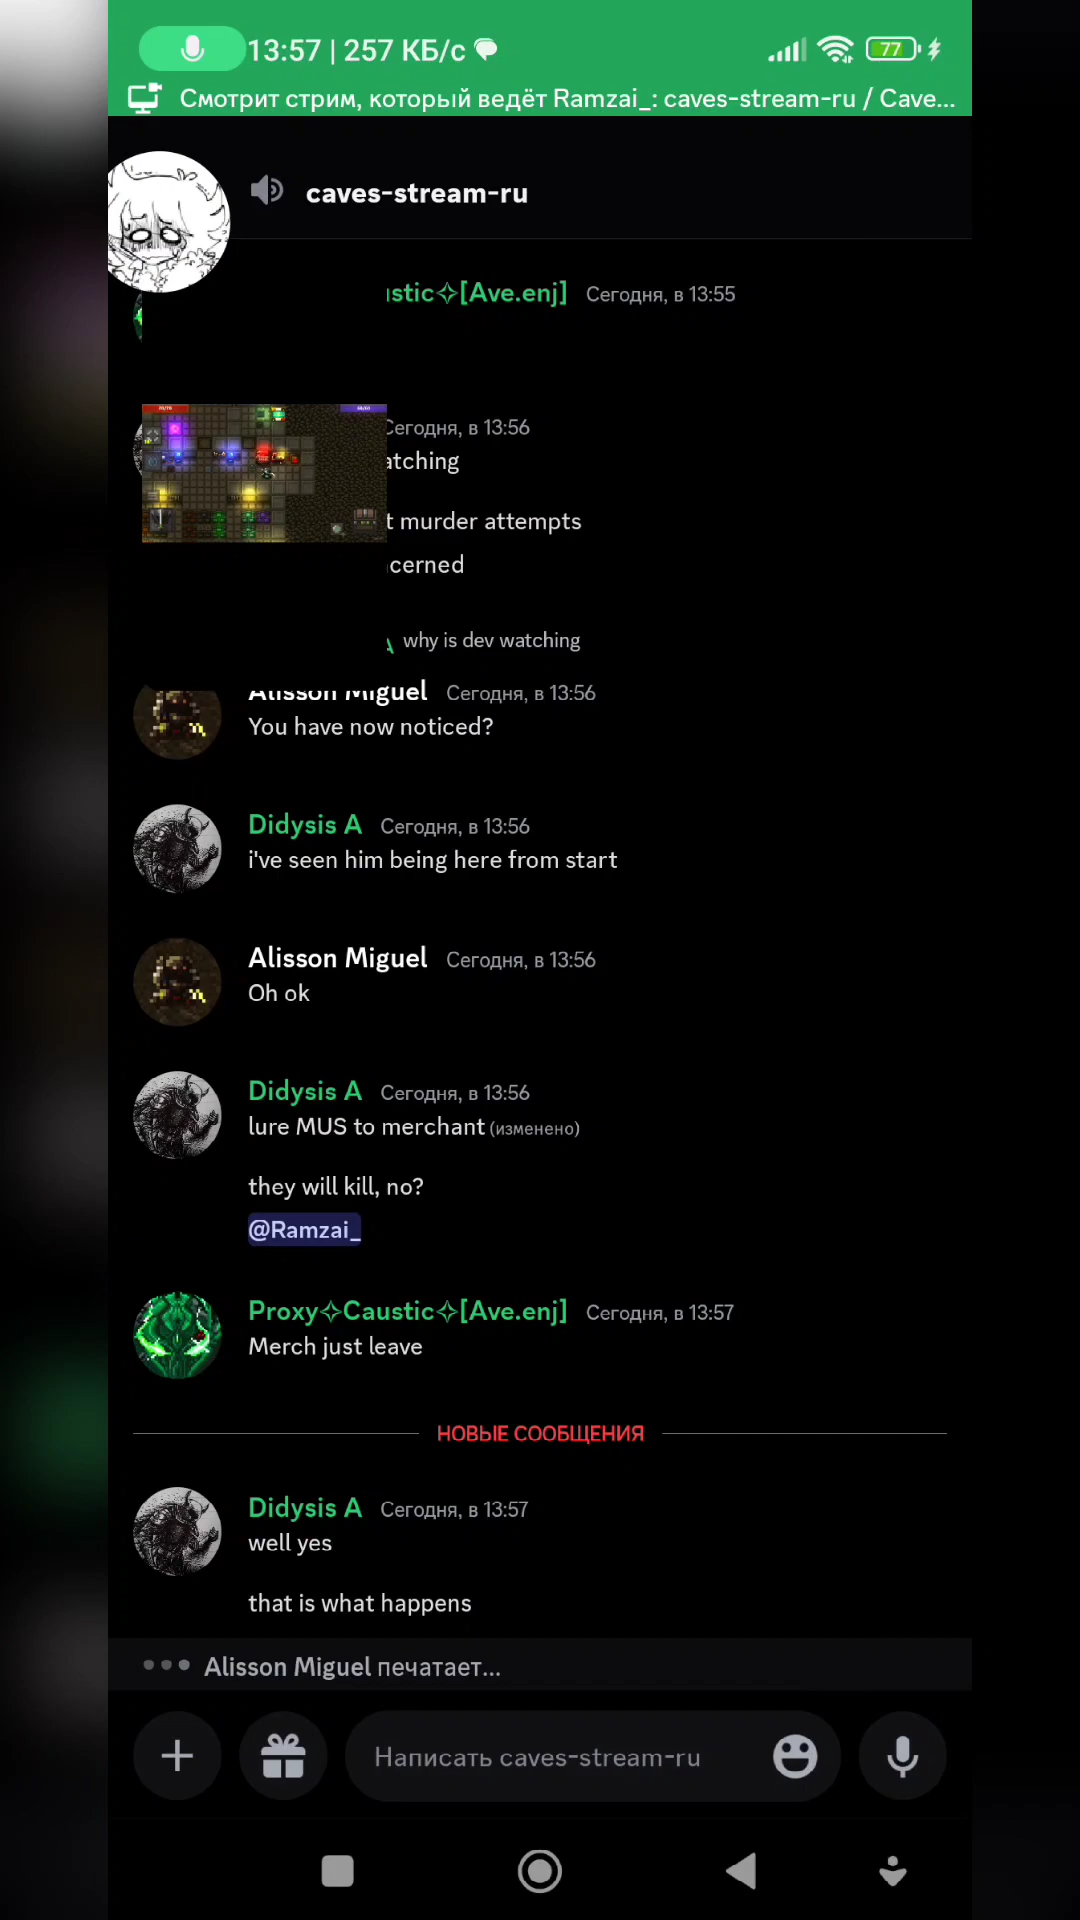 13:57 | 257 КБ/с
77
Смотрит стрим, который ведёт Ramzai_: caves-stream-ru / Cave...
caves-stream-ru
stic✧[Ave.enj] Сегодня, в 13:55
Сегодня, в 13:56
atching
t murder attempts
cerned
A why is dev watching
Alisson Miguel Сегодня, в 13:56
You have now noticed?
Didysis A Сегодня, в 13:56
i've seen him being here from start
Alisson Miguel Сегодня, в 13:56
Oh ok
Didysis A Сегодня, в 13:56
lure MUS to merchant (изменено)
they will kill, no?
@Ramzai_
Proxy✧Caustic✧[Ave.enj] Сегодня, в 13:57
Merch just leave
НОВЫЕ СООБЩЕНИЯ
Didysis A Сегодня, в 13:57
well yes
that is what happens
Alisson Miguel печатает...
Написать caves-stream-ru